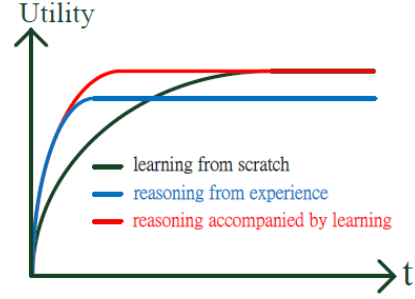 Utility
learning from scratch
reasoning from experience
reasoning accompanied by learning
t